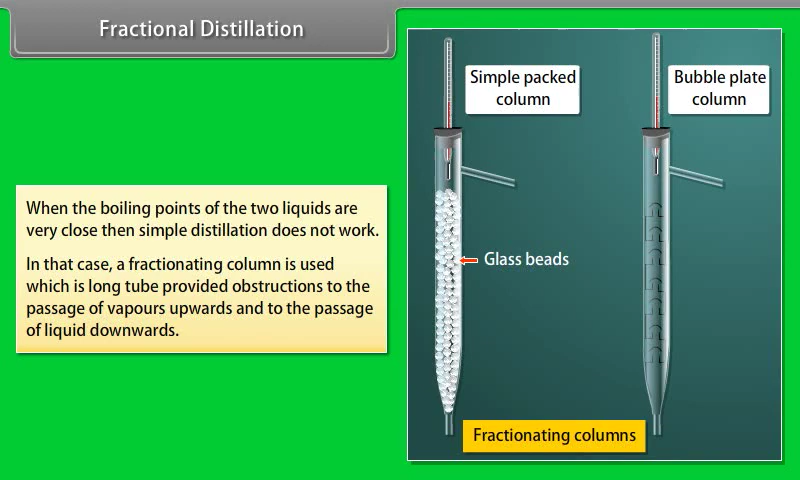 Fractional Distillation
When the boiling points of the two liquids are
very close then simple distillation does not work.
In that case, a fractionating column is used
which is long tube provided obstructions to the
passage of vapours upwards and to the passage
of liquid downwards.
Simple packed
column
Bubble plate
column
Glass beads
Fractionating columns